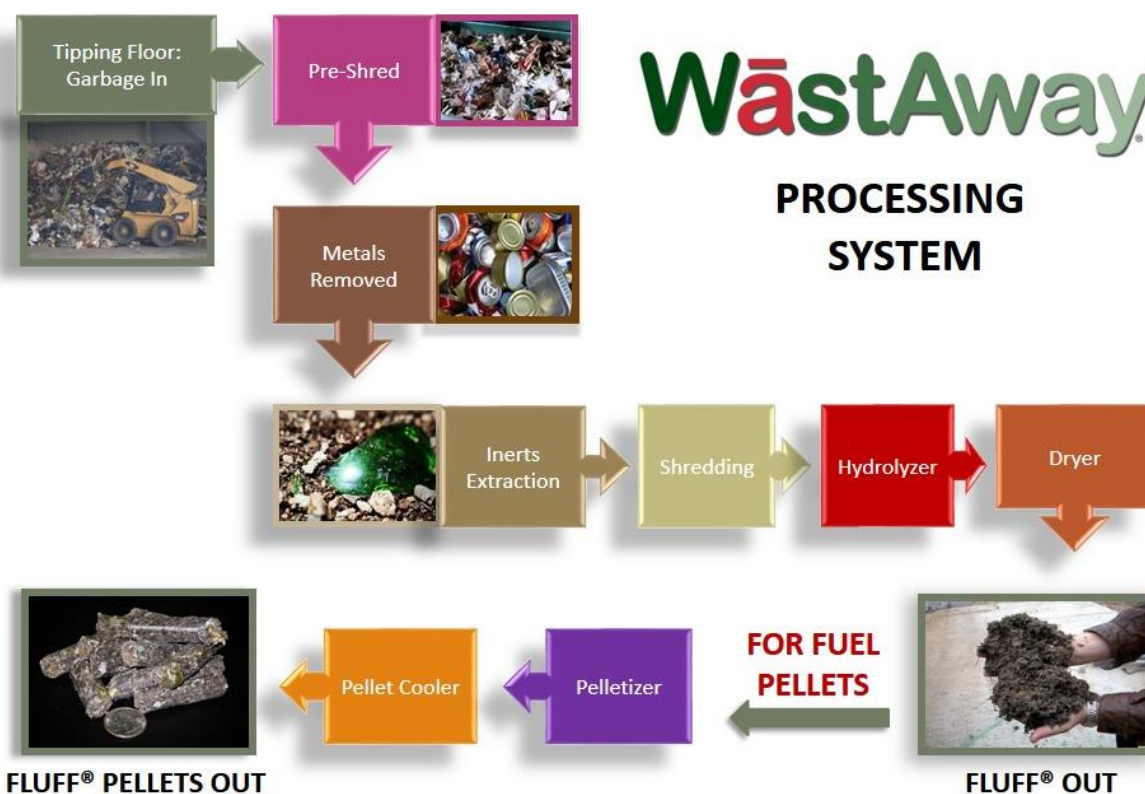 Tipping Floor:
Garbage In
Pre-Shred
WāstAway®
PROCESSING
SYSTEM
Metals
Removed
Inerts
Extraction
Shredding
Hydrolyzer
Dryer
FOR FUEL
PELLETS
Pelletizer
Pellet Cooler
FLUFF® PELLETS OUT
FLUFF® OUT